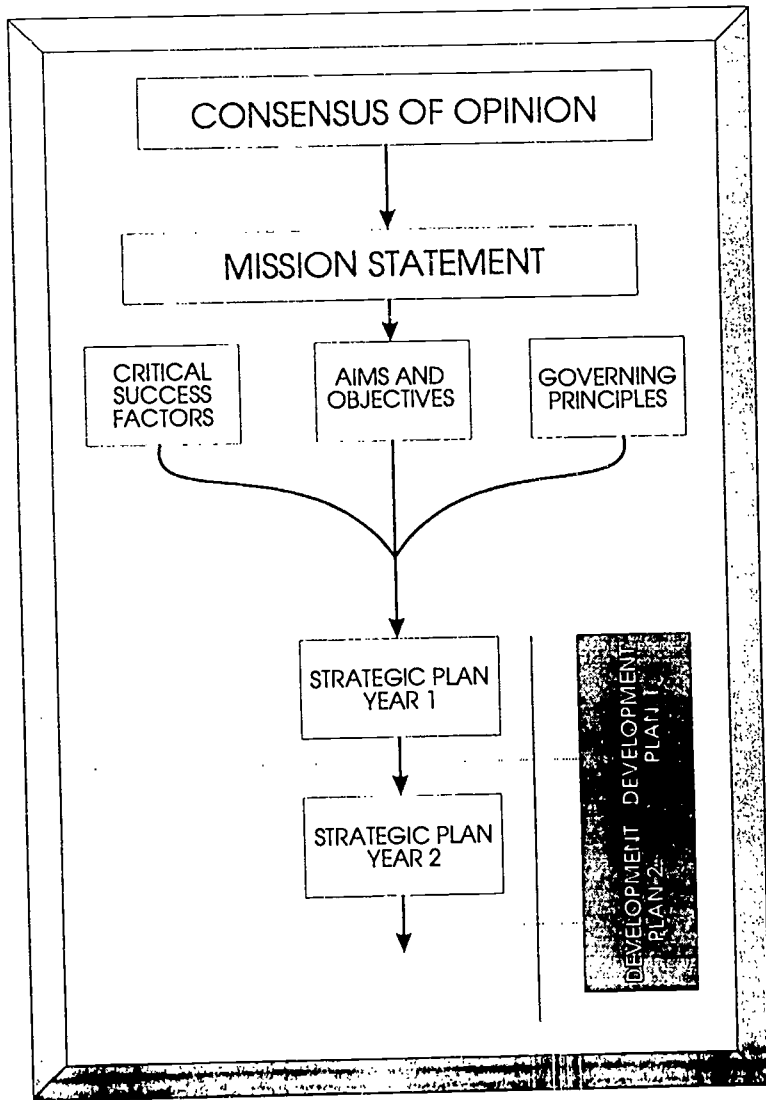 CONSENSUS OF OPINION
MISSION STATEMENT
CRITICAL
SUCCESS
FACTORS
AIMS AND
OBJECTIVES
GOVERNING
PRINCIPLES
STRATEGIC PLAN
YEAR 1
DEVELOPMENT
PLAN 1
STRATEGIC PLAN
YEAR 2
DEVELOPMENT
PLAN 2